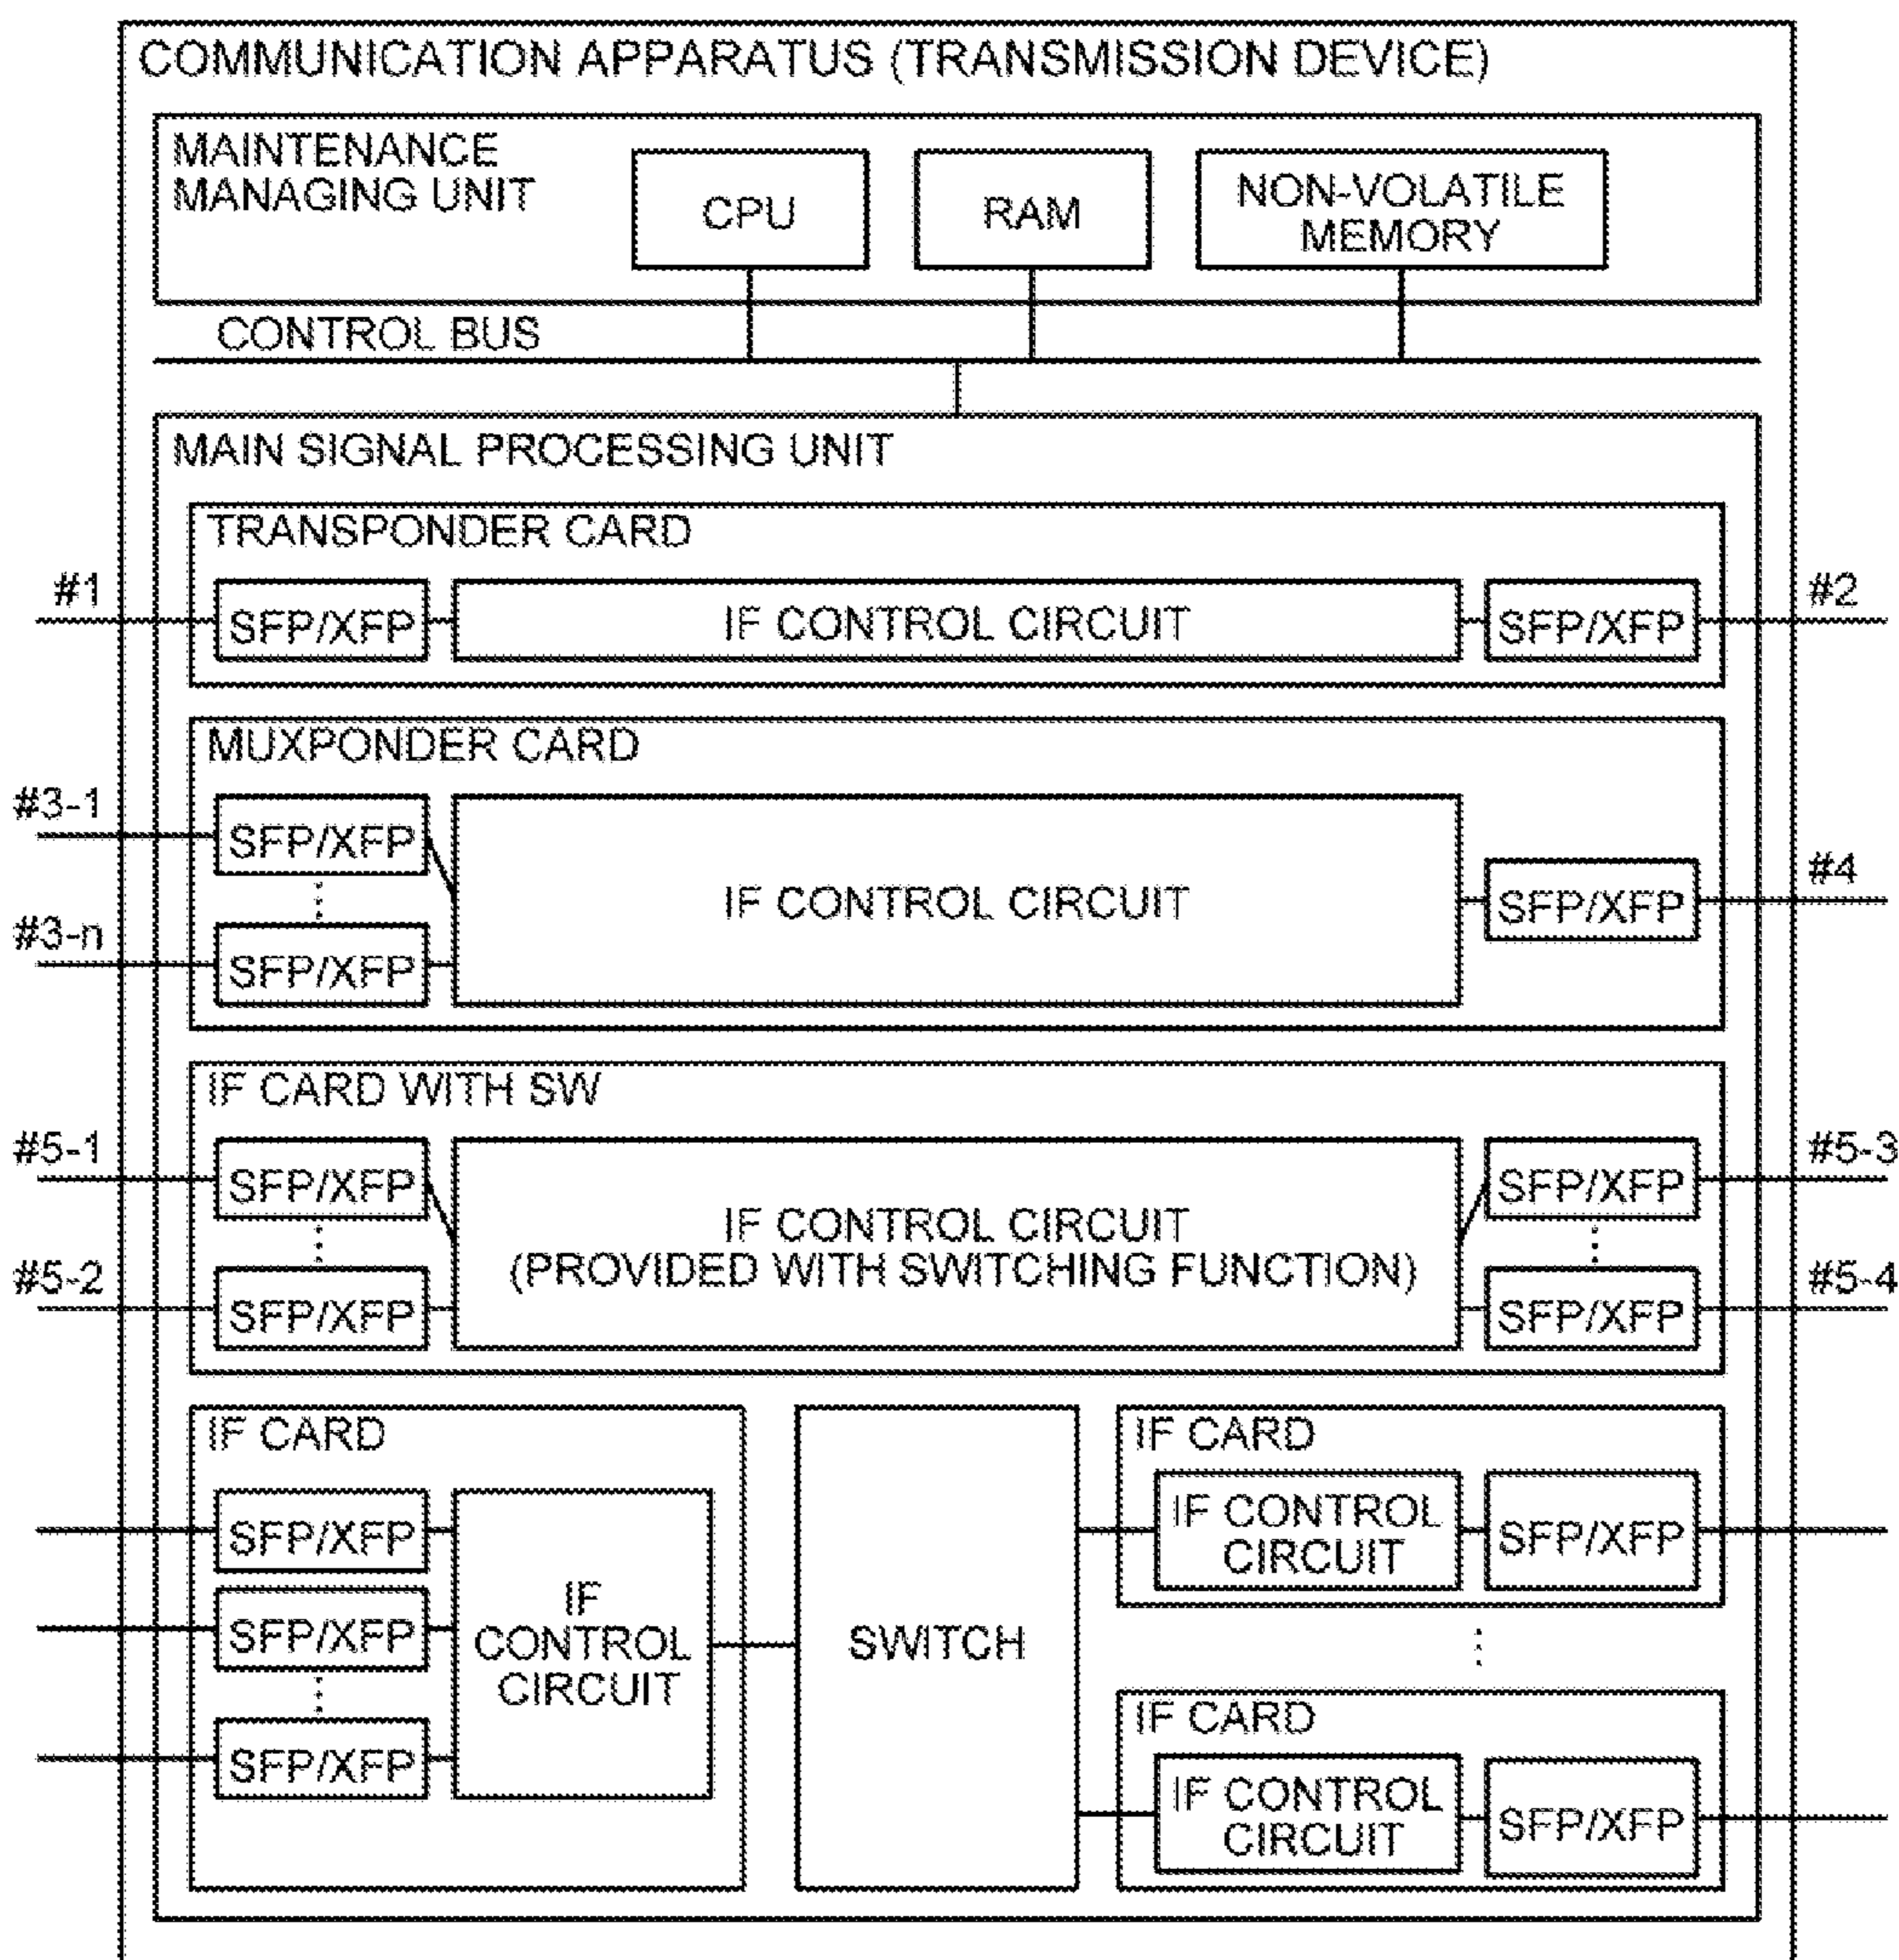 COMMUNICATION APPARATUS (TRANSMISSION DEVICE)
MAINTENANCE
MANAGING UNIT
CPU
RAM
NON-VOLATILE
MEMORY
CONTROL BUS
MAIN SIGNAL PROCESSING UNIT
TRANSPONDER CARD
#1
SFP/XFP
IF CONTROL CIRCUIT
SFP/XFP
#2
MUXPONDER CARD
#3-1
SFP/XFP
#3-n
SFP/XFP
IF CONTROL CIRCUIT
SFP/XFP
#4
IF CARD WITH SW
#5-1
SFP/XFP
#5-2
SFP/XFP
IF CONTROL CIRCUIT
(PROVIDED WITH SWITCHING FUNCTION)
SFP/XFP
#5-3
SFP/XFP
#5-4
IF CARD
SFP/XFP
SFP/XFP
SFP/XFP
IF
CONTROL
CIRCUIT
SWITCH
IF CARD
IF CONTROL
CIRCUIT
SFP/XFP
IF CARD
IF CONTROL
CIRCUIT
SFP/XFP